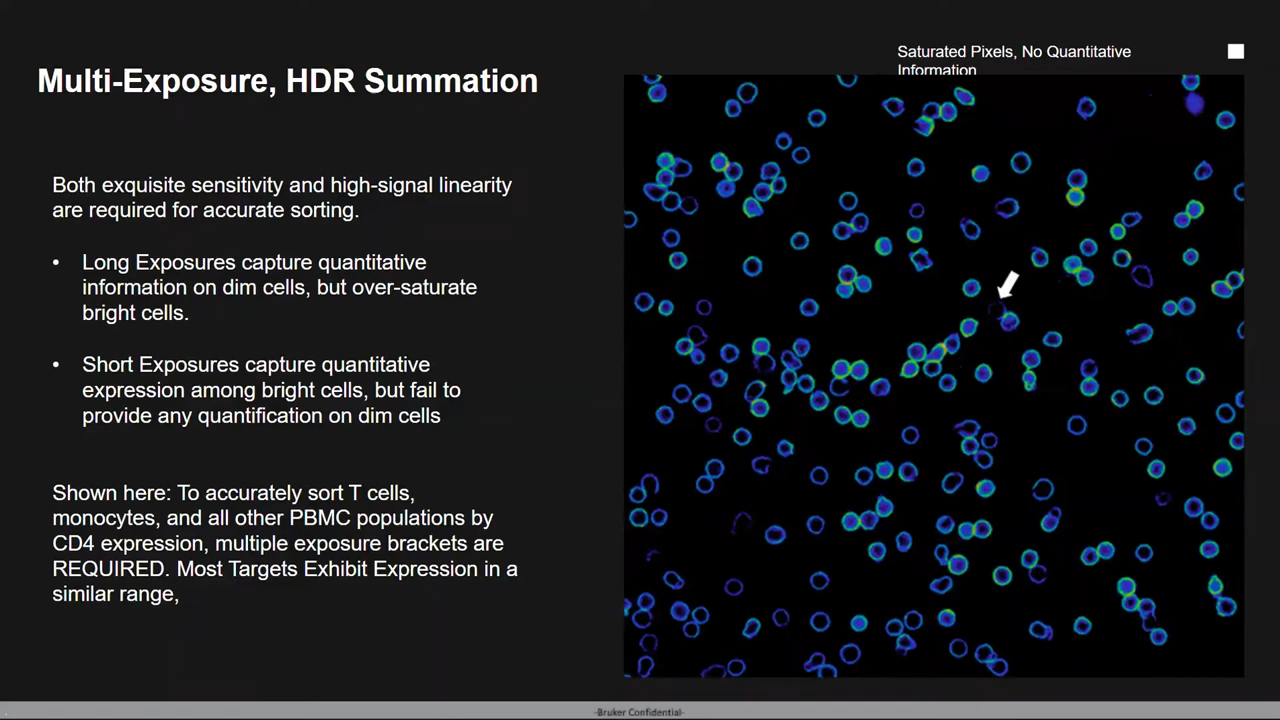 Saturated Pixels, No Quantitative
Information
Multi-Exposure, HDR Summation
Both exquisite sensitivity and high-signal linearity
are required for accurate sorting.
• Long Exposures capture quantitative
information on dim cells, but over-saturate
bright cells.
• Short Exposures capture quantitative
expression among bright cells, but fail to
provide any quantification on dim cells
Shown here: To accurately sort T cells,
monocytes, and all other PBMC populations by
CD4 expression, multiple exposure brackets are
REQUIRED. Most Targets Exhibit Expression in a
similar range,
-Bruker Confidential-